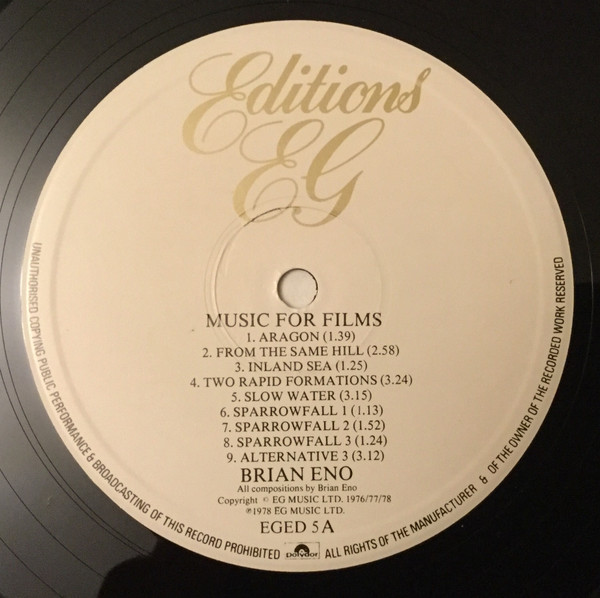 Editions
EG
MUSIC FOR FILMS
1. ARAGON (1.39)
2. FROM THE SAME HILL (2.58)
3. INLAND SEA (1.25)
4. TWO RAPID FORMATIONS (3.24)
5. SLOW WATER (3.15)
6. SPARROWFALL 1 (1.13)
7. SPARROWFALL 2 (1.52)
8. SPARROWFALL 3 (1.24)
9. ALTERNATIVE 3 (3.12)
BRIAN ENO
All compositions by Brian Eno
Copyright © EG MUSIC LTD. 1976/77/78
℗1978 EG MUSIC LTD.
EGED 5 A
UNAUTHORISED COPYING PUBLIC PERFORMANCE & BROADCASTING OF THIS RECORD PROHIBITED polydor ALL RIGHTS OF THE MANUFACTURER & OF THE OWNER OF THE RECORDED WORK RESERVED